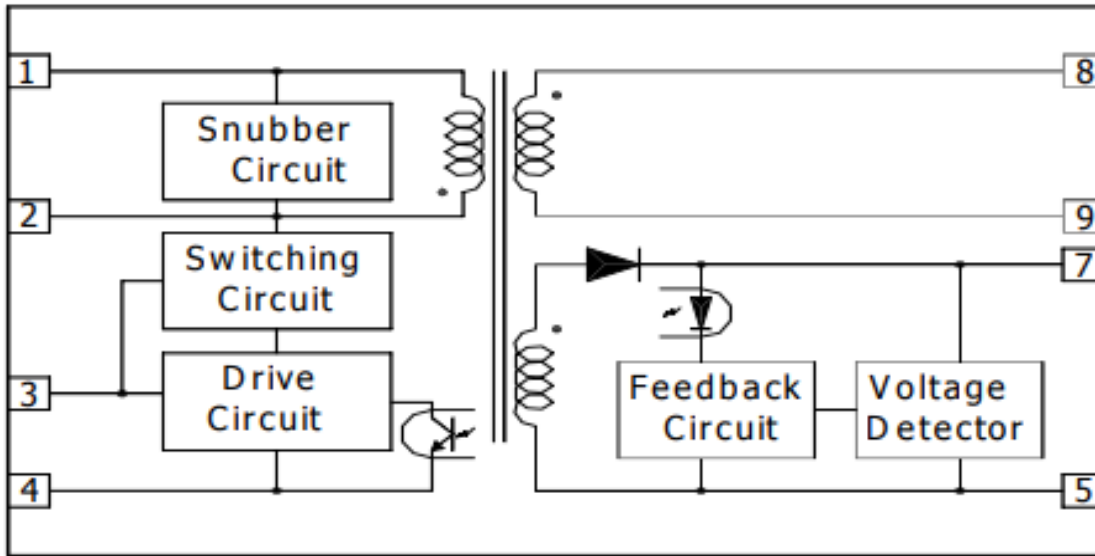 1
8
Snubber
Circuit
2
9
Switching
Circuit
7
3
Drive
Circuit
Feedback
Circuit
Voltage
Detector
4
5